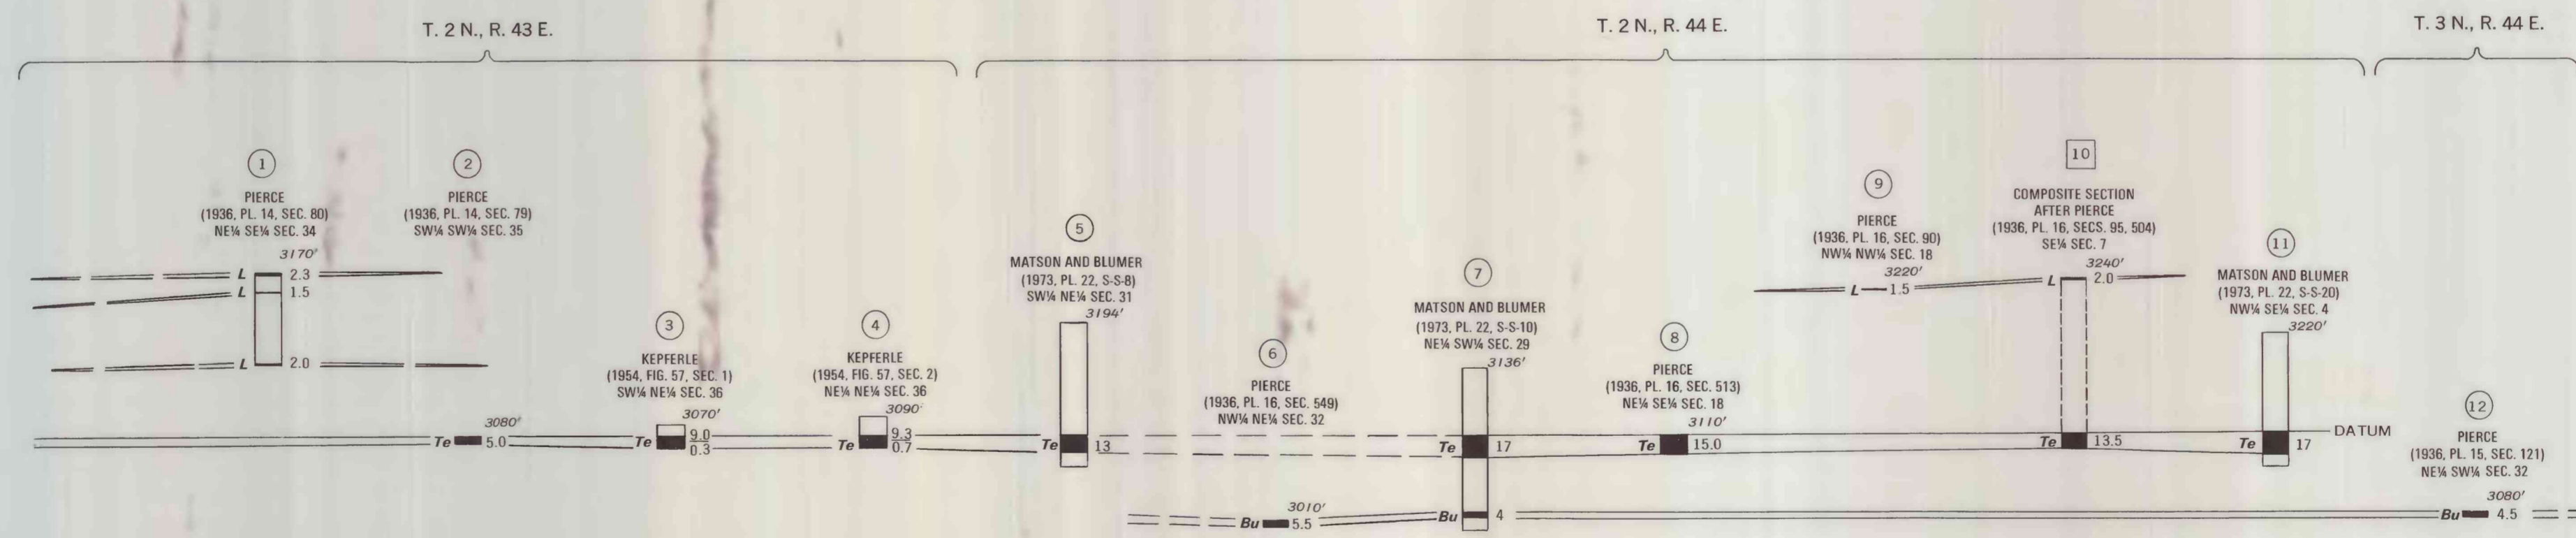 T. 2 N., R. 43 E.
T. 2 N., R. 44 E.
T. 3 N., R. 44 E.
1
PIERCE
(1936, PL. 14, SEC. 80)
NE¼ SE¼ SEC. 34
3170'
L 2.3
L 1.5
L 2.0
2
PIERCE
(1936, PL. 14, SEC. 79)
SW¼ SW¼ SEC. 35
3080'
Te 5.0
3
KEPFERLE
(1954, FIG. 57, SEC. 1)
SW¼ NE¼ SEC. 36
3070'
Te 9.0
0.3
4
KEPFERLE
(1954, FIG. 57, SEC. 2)
NE¼ NE¼ SEC. 36
3090'
Te 9.3
0.7
5
MATSON AND BLUMER
(1973, PL. 22, S-S-8)
SW¼ NE¼ SEC. 31
3194'
Te 13
6
PIERCE
(1936, PL. 16, SEC. 549)
NW¼ NE¼ SEC. 32
3010'
Bu 5.5
7
MATSON AND BLUMER
(1973, PL. 22, S-S-10)
NE¼ SW¼ SEC. 29
3136'
Te 17
Bu 4
8
PIERCE
(1936, PL. 16, SEC. 513)
NE¼ SE¼ SEC. 18
3110'
Te 15.0
9
PIERCE
(1936, PL. 16, SEC. 90)
NW¼ NW¼ SEC. 18
3220'
L 1.5
10
COMPOSITE SECTION
AFTER PIERCE
(1936, PL. 16, SECS. 95, 504)
SE¼ SEC. 7
3240'
L 2.0
Te 13.5
11
MATSON AND BLUMER
(1973, PL. 22, S-S-20)
NW¼ SE¼ SEC. 4
3220'
Te 17
DATUM
12
PIERCE
(1936, PL. 15, SEC. 121)
NE¼ SW¼ SEC. 32
3080'
Bu 4.5